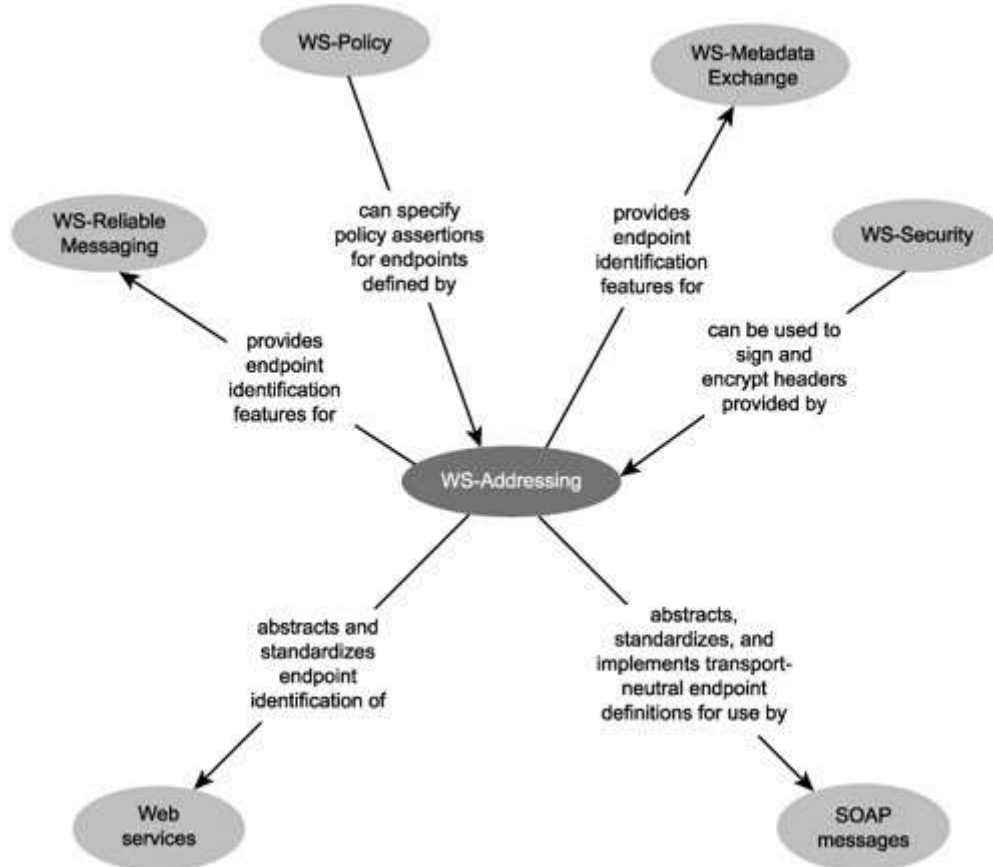 WS-Policy
WS-Metadata
Exchange
WS-Reliable
Messaging
can specify
policy assertions
for endpoints
defined by
provides
endpoint
identification
features for
WS-Security
provides
endpoint
identification
features for
can be used to
sign and
encrypt headers
provided by
WS-Addressing
abstracts and
standardizes
endpoint
identification of
abstracts,
standardizes, and
implements transport-
neutral endpoint
definitions for use by
Web
services
SOAP
messages